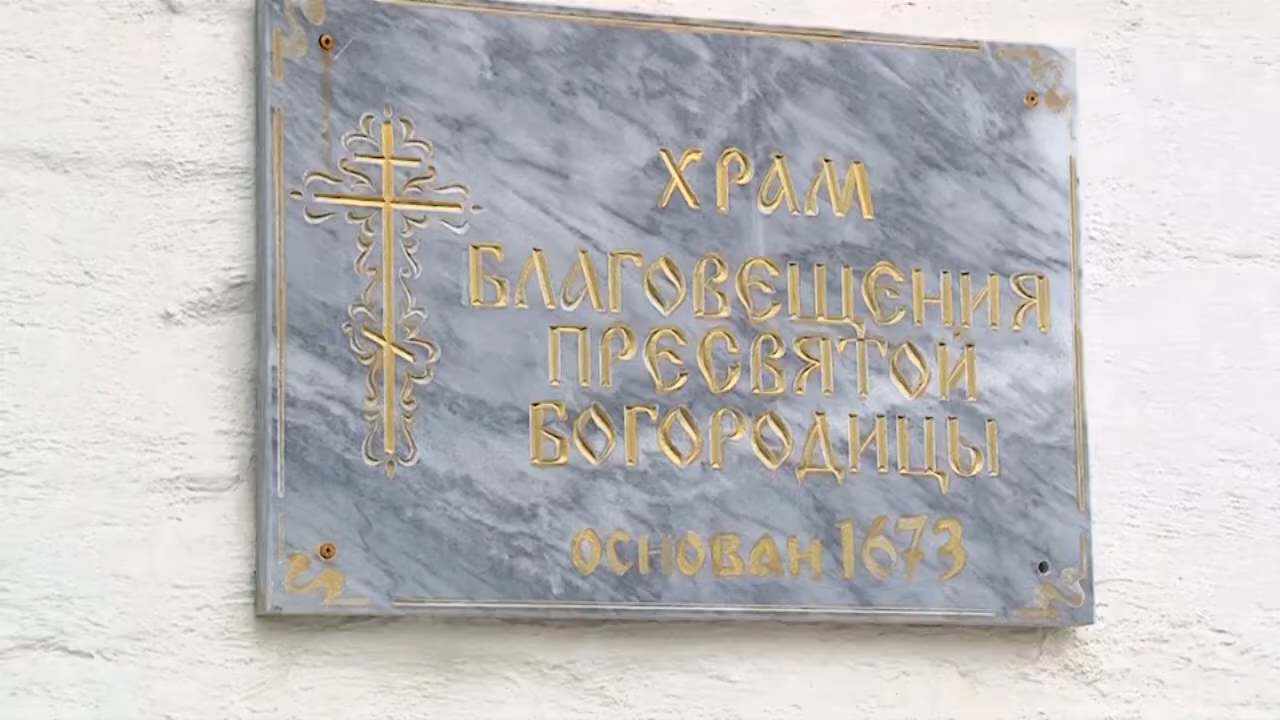 ХРАМ
БЛАГОВЕЩЕНИЯ
ПРЕСВЯТОЙ
БОГОРОДИЦЫ
ОСНОВАН 1673